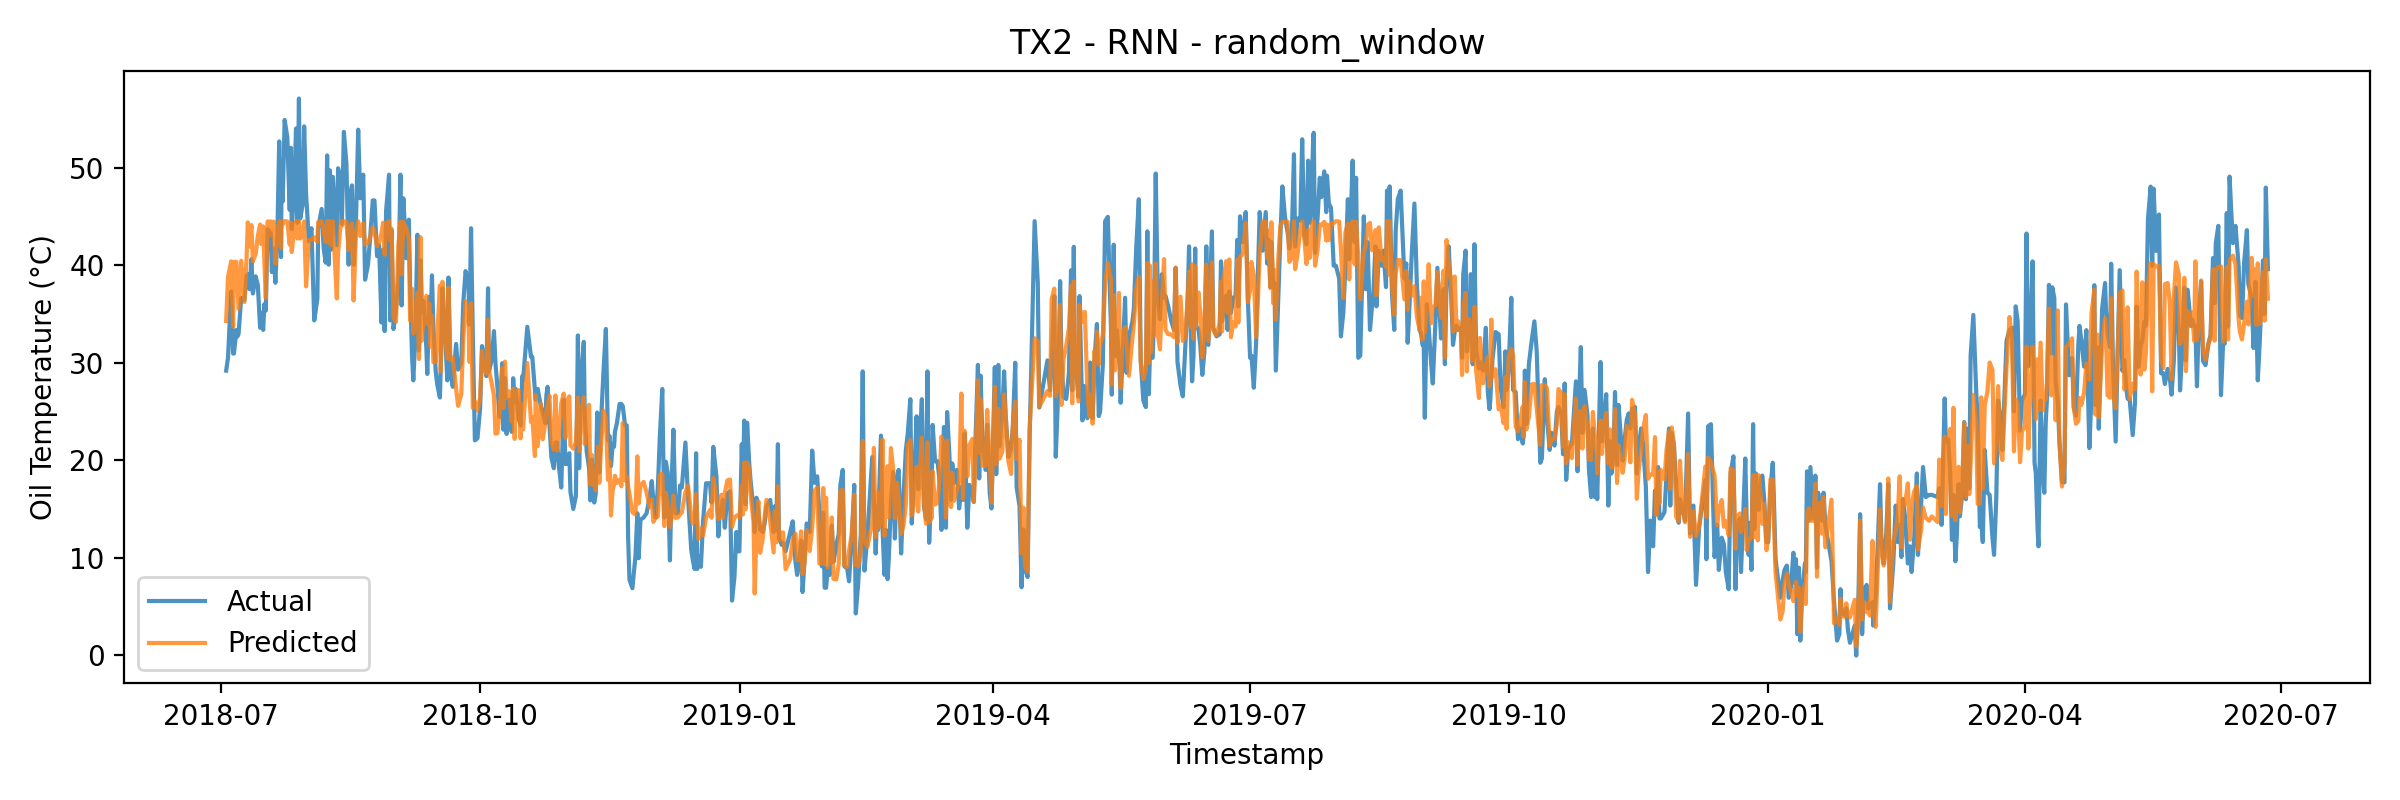 TX2 - RNN - random_window
Oil Temperature (°C)
50
40
30
20
10
0
Actual
Predicted
2018-07 2018-10 2019-01 2019-04 2019-07 2019-10 2020-01 2020-04 2020-07
Timestamp